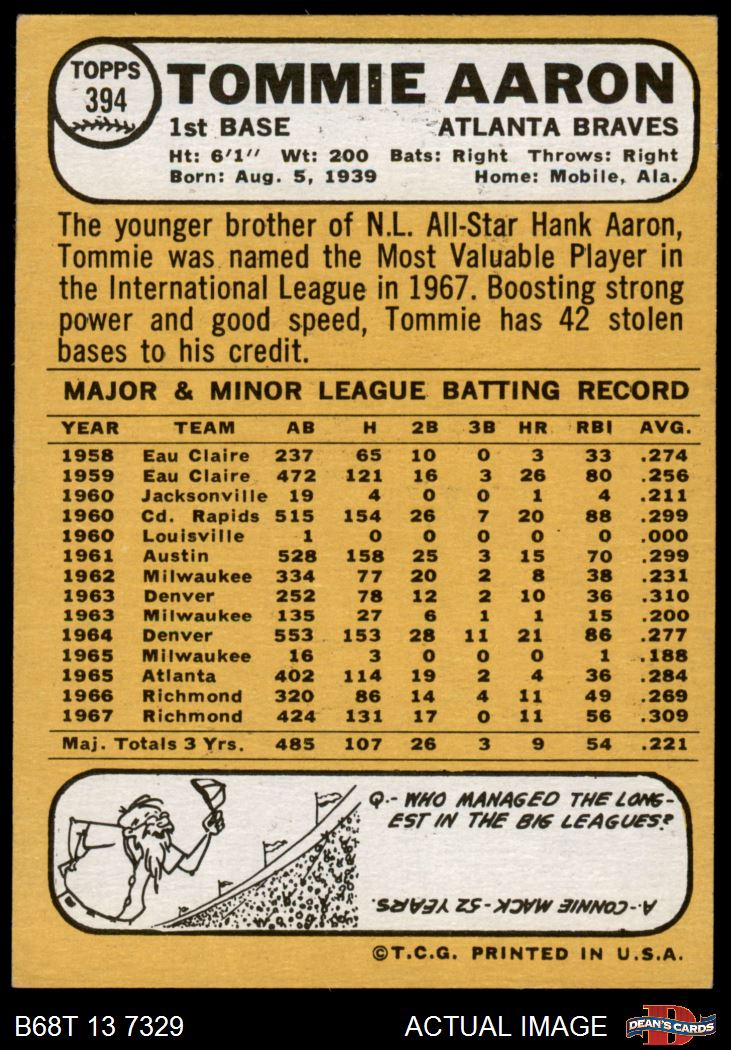 TOPPS
394
TOMMIE AARON
1st BASE ATLANTA BRAVES
Ht: 6'1'' Wt: 200 Bats: Right Throws: Right
Born: Aug. 5, 1939 Home: Mobile, Ala.
The younger brother of N.L. All-Star Hank Aaron,
Tommie was named the Most Valuable Player in
the International League in 1967. Boosting strong
power and good speed, Tommie has 42 stolen
bases to his credit.
MAJOR & MINOR LEAGUE BATTING RECORD
YEAR TEAM AB H 2B 3B HR RBI AVG.
1958 Eau Claire 237 65 10 0 3 33 .274
1959 Eau Claire 472 121 16 3 26 80 .256
1960 Jacksonville 19 4 0 0 1 4 .211
1960 Cd. Rapids 515 154 26 7 20 88 .299
1960 Louisville 1 0 0 0 0 0 .000
1961 Austin 528 158 25 3 15 70 .299
1962 Milwaukee 334 77 20 2 8 38 .231
1963 Denver 252 78 12 2 10 36 .310
1963 Milwaukee 135 27 6 1 1 15 .200
1964 Denver 553 153 28 11 21 86 .277
1965 Milwaukee 16 3 0 0 0 1 .188
1965 Atlanta 402 114 19 2 4 36 .284
1966 Richmond 320 86 14 4 11 49 .269
1967 Richmond 424 131 17 0 11 56 .309
Maj. Totals 3 Yrs. 485 107 26 3 9 54 .221
Q.- WHO MANAGED THE LONG-
EST IN THE BIG LEAGUES?
A.- CONNIE MACK - 52 YEARS.
©T.C.G. PRINTED IN U.S.A.
B68T 13 7329 ACTUAL IMAGE D DEAN'S CARDS